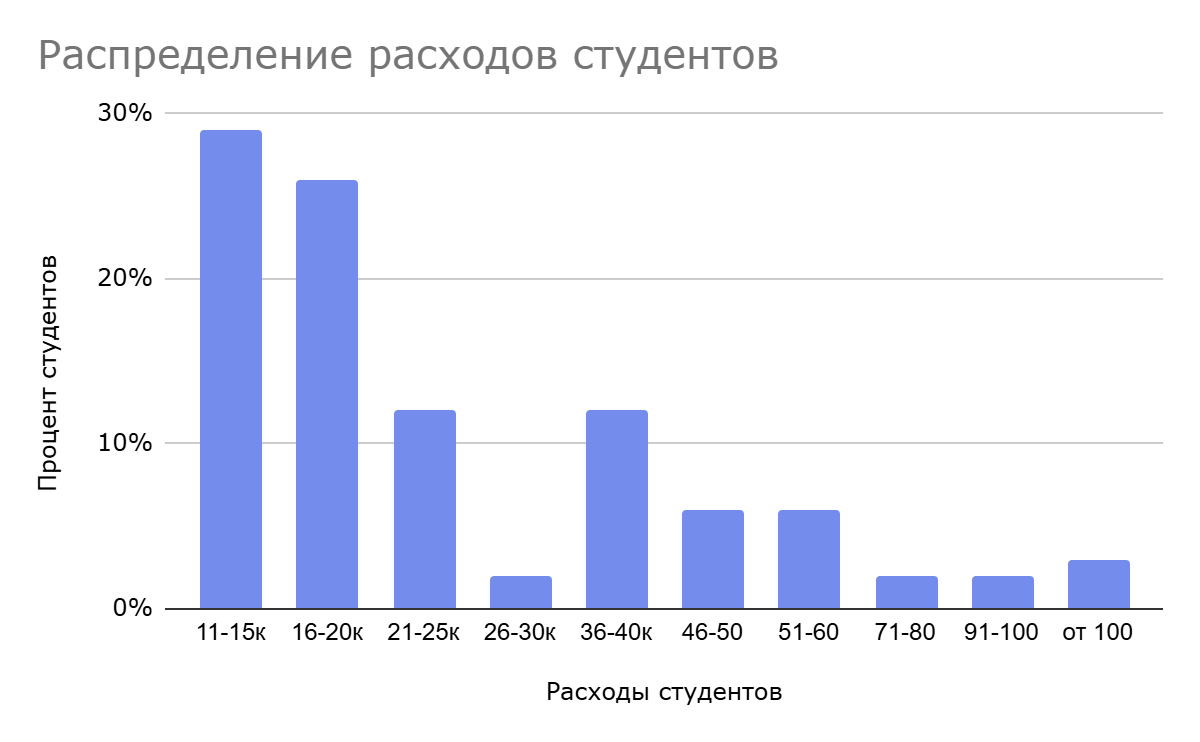 Распределение расходов студентов
30%
20%
10%
0%
Процент студентов
11-15к 16-20к 21-25к 26-30к 36-40к 46-50 51-60 71-80 91-100 от 100
Расходы студентов